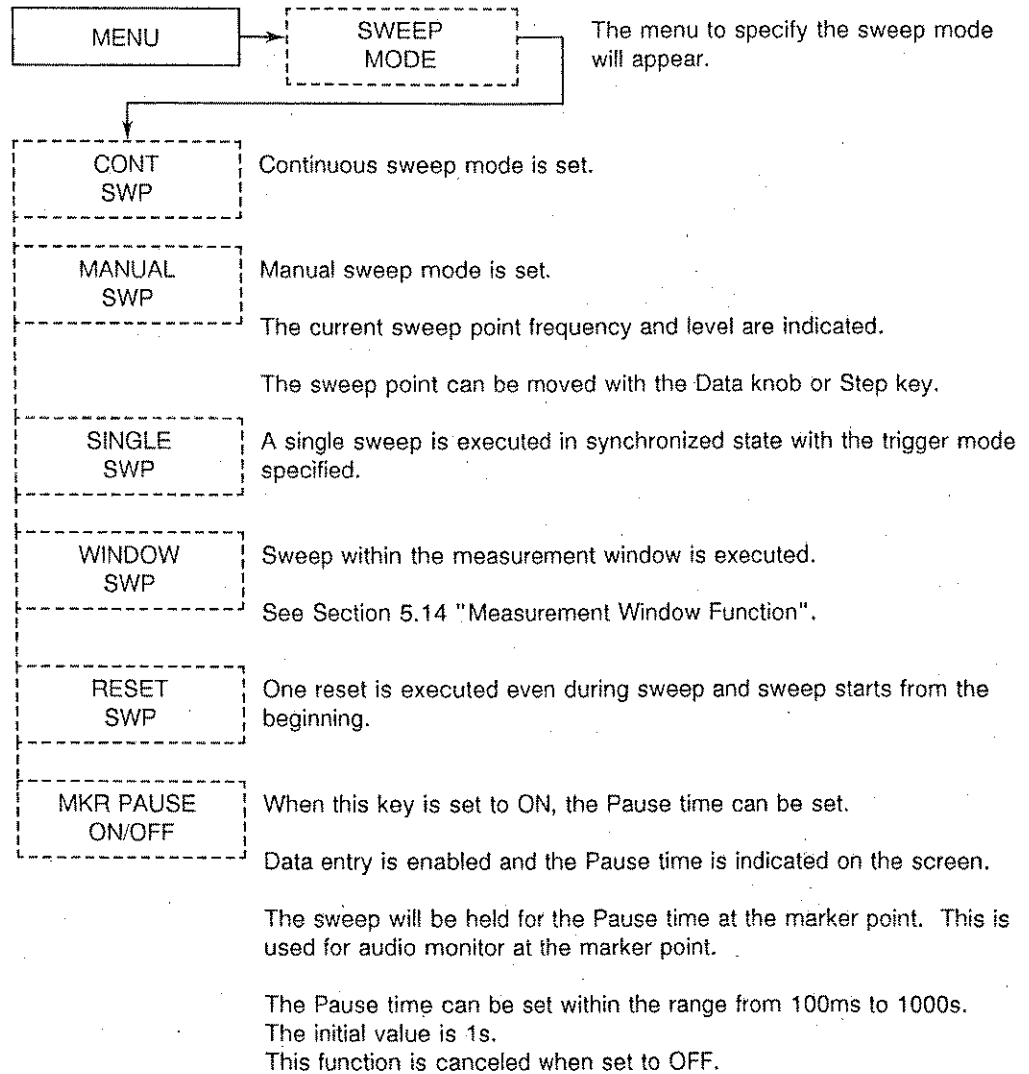 MENU
SWEEP
MODE
The menu to specify the sweep mode
will appear.
CONT
SWP
Continuous sweep mode is set.
MANUAL
SWP
Manual sweep mode is set.
The current sweep point frequency and level are indicated.
The sweep point can be moved with the Data knob or Step key.
SINGLE
SWP
A single sweep is executed in synchronized state with the trigger mode
specified.
WINDOW
SWP
Sweep within the measurement window is executed.
See Section 5.14 "Measurement Window Function".
RESET
SWP
One reset is executed even during sweep and sweep starts from the
beginning.
MKR PAUSE
ON/OFF
When this key is set to ON, the Pause time can be set.
Data entry is enabled and the Pause time is indicated on the screen.
The sweep will be held for the Pause time at the marker point. This is
used for audio monitor at the marker point.
The Pause time can be set within the range from 100ms to 1000s.
The initial value is 1s.
This function is canceled when set to OFF.